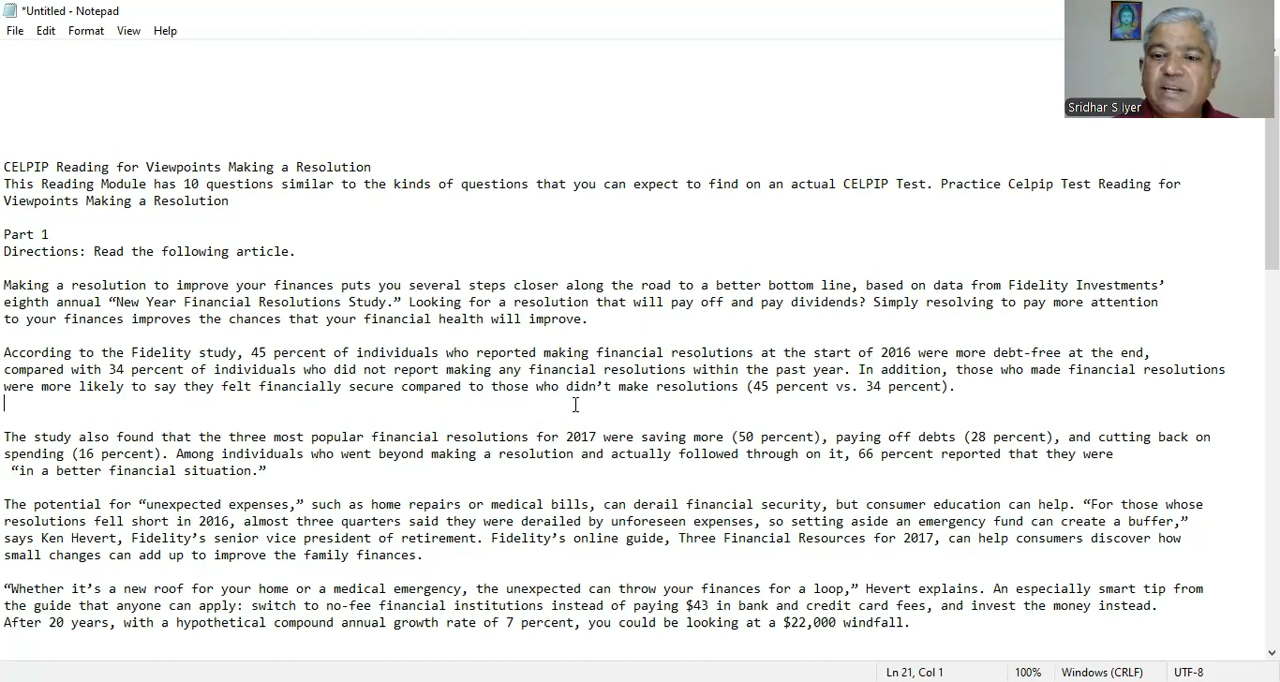 *Untitled - Notepad
File Edit Format View Help
Sridhar S Iyer
CELPIP Reading for Viewpoints Making a Resolution
This Reading Module has 10 questions similar to the kinds of questions that you can expect to find on an actual CELPIP Test. Practice Celpip Test Reading for
Viewpoints Making a Resolution
Part 1
Directions: Read the following article.
Making a resolution to improve your finances puts you several steps closer along the road to a better bottom line, based on data from Fidelity Investments’
eighth annual “New Year Financial Resolutions Study.” Looking for a resolution that will pay off and pay dividends? Simply resolving to pay more attention
to your finances improves the chances that your financial health will improve.
According to the Fidelity study, 45 percent of individuals who reported making financial resolutions at the start of 2016 were more debt-free at the end,
compared with 34 percent of individuals who did not report making any financial resolutions within the past year. In addition, those who made financial resolutions
were more likely to say they felt financially secure compared to those who didn’t make resolutions (45 percent vs. 34 percent).
The study also found that the three most popular financial resolutions for 2017 were saving more (50 percent), paying off debts (28 percent), and cutting back on
spending (16 percent). Among individuals who went beyond making a resolution and actually followed through on it, 66 percent reported that they were
“in a better financial situation.”
The potential for “unexpected expenses,” such as home repairs or medical bills, can derail financial security, but consumer education can help. “For those whose
resolutions fell short in 2016, almost three quarters said they were derailed by unforeseen expenses, so setting aside an emergency fund can create a buffer,”
says Ken Hevert, Fidelity’s senior vice president of retirement. Fidelity’s online guide, Three Financial Resources for 2017, can help consumers discover how
small changes can add up to improve the family finances.
“Whether it’s a new roof for your home or a medical emergency, the unexpected can throw your finances for a loop,” Hevert explains. An especially smart tip from
the guide that anyone can apply: switch to no-fee financial institutions instead of paying $43 in bank and credit card fees, and invest the money instead.
After 20 years, with a hypothetical compound annual growth rate of 7 percent, you could be looking at a $22,000 windfall.
Ln 21, Col 1 100% Windows (CRLF) UTF-8